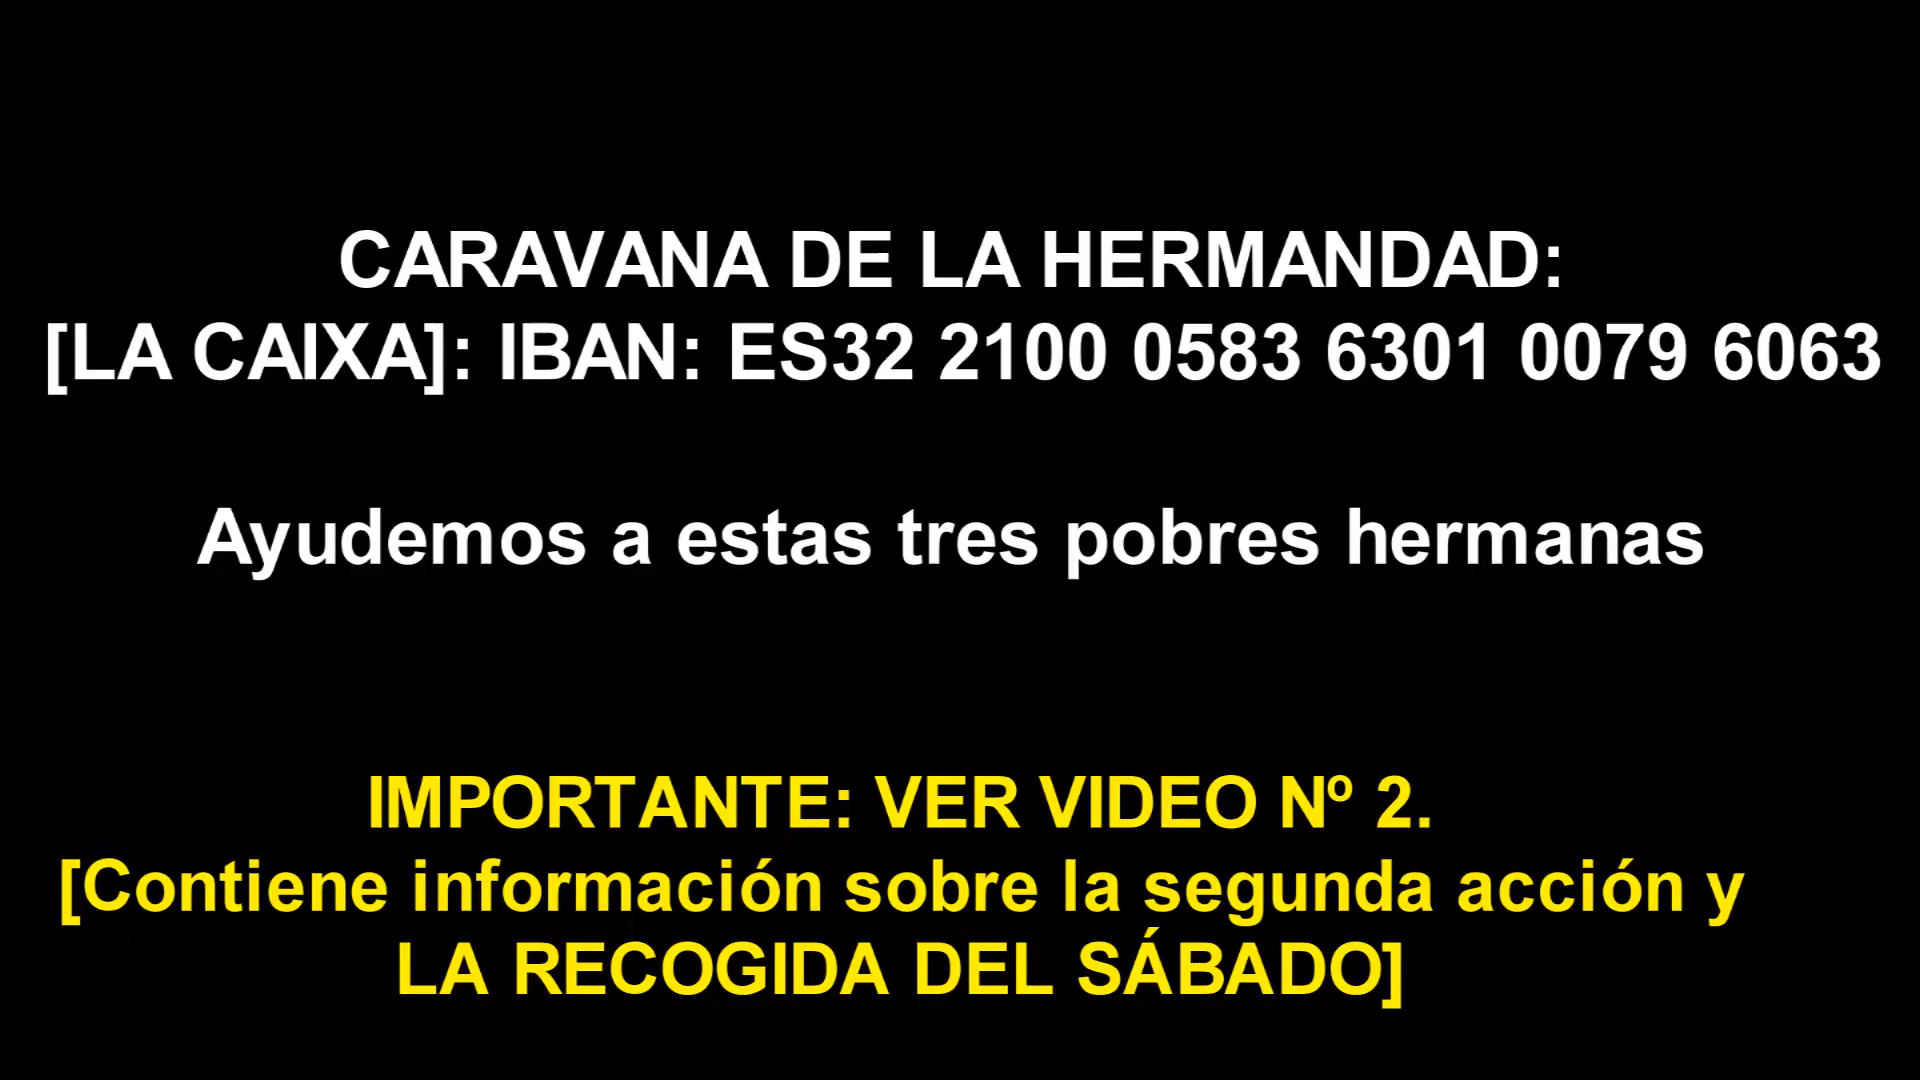 CARAVANA DE LA HERMANDAD:
[LA CAIXA]: IBAN: ES32 2100 0583 6301 0079 6063
Ayudemos a estas tres pobres hermanas
IMPORTANTE: VER VIDEO Nº 2.
[Contiene información sobre la segunda acción y
LA RECOGIDA DEL SÁBADO]